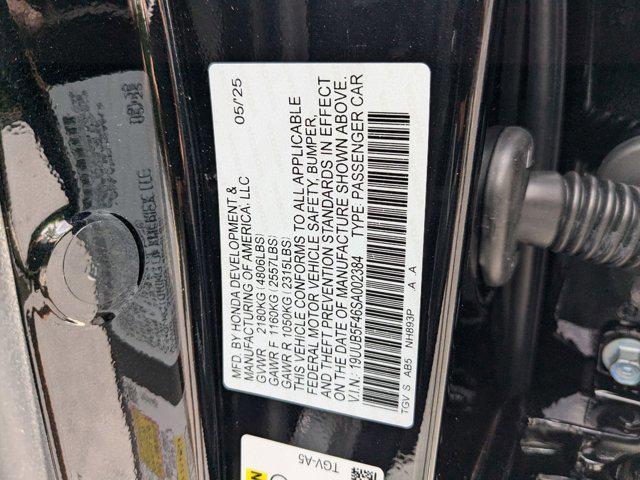 MFD. BY HONDA DEVELOPMENT & 05/25
MANUFACTURING OF AMERICA, LLC
GVWR 2180KG (4806LBS)
GAWR F 1160KG (2557LBS)
GAWR R 1050KG (2315LBS)
THIS VEHICLE CONFORMS TO ALL APPLICABLE
FEDERAL MOTOR VEHICLE SAFETY, BUMPER,
AND THEFT PREVENTION STANDARDS IN EFFECT
ON THE DATE OF MANUFACTURE SHOWN ABOVE.
V.I.N.: 19UUB5F46SA002384 TYPE: PASSENGER CAR
TGV S AB5 NH893P A A
TGV-A5